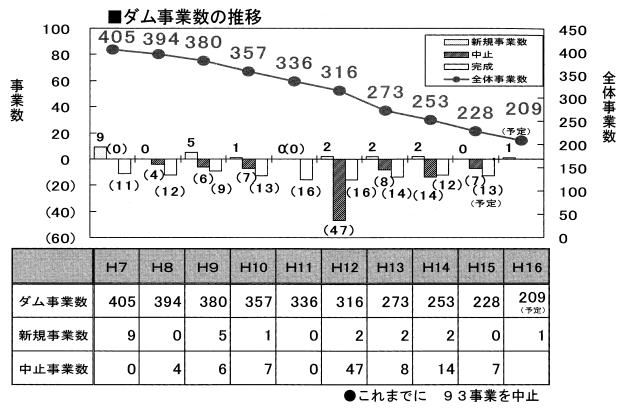 ■ダム事業数の推移
事業数
全体事業数
100
80
60
40
20
0
(20)
(40)
(60)
450
400
350
300
250
200
150
100
50
0
新規事業数
中止
完成
全体事業数
405 394 380 357 336 316 273 253 228 209
(予定)
9 0 5 1 0 2 2 2 0 1
(0) (4) (6) (7) (0) (47) (8) (14) (7)
(11) (12) (9) (13) (16) (16) (14) (12) (13)
(予定)
H7 H8 H9 H10 H11 H12 H13 H14 H15 H16
ダム事業数 405 394 380 357 336 316 273 253 228 209
(予定)
新規事業数 9 0 5 1 0 2 2 2 0 1
中止事業数 0 4 6 7 0 47 8 14 7
●これまでに ９３事業を中止